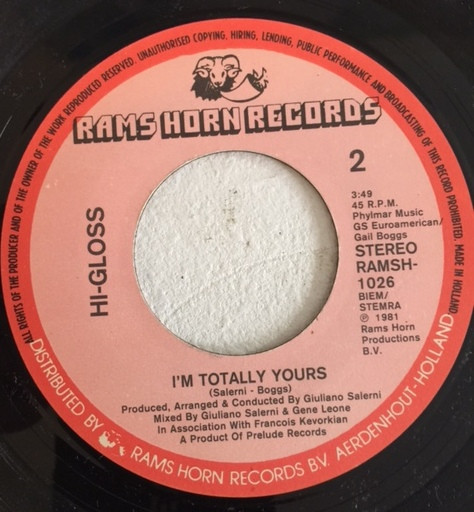 ALL RIGHTS OF THE PRODUCER AND OF THE OWNER OF THE WORK REPRODUCED RESERVED. UNAUTHORISED COPYING, HIRING, LENDING, PUBLIC PERFORMANCE AND BROADCASTING OF THIS RECORD PROHIBITED. MADE IN HOLLAND
RAMS HORN RECORDS
2
HI-GLOSS
3:49
45 R.P.M.
Phylmar Music
GS Euroamerican/
Gail Boggs
STEREO
RAMSH-
1026
BIEM/
STEMRA
℗ 1981
Rams Horn
Productions
B.V.
I'M TOTALLY YOURS
(Salerni - Boggs)
Produced, Arranged & Conducted By Giuliano Salerni
Mixed By Giuliano Salerni & Gene Leone
In Association With Francois Kevorkian
A Product Of Prelude Records
DISTRIBUTED BY RAMS HORN RECORDS BV. AERDENHOUT-HOLLAND